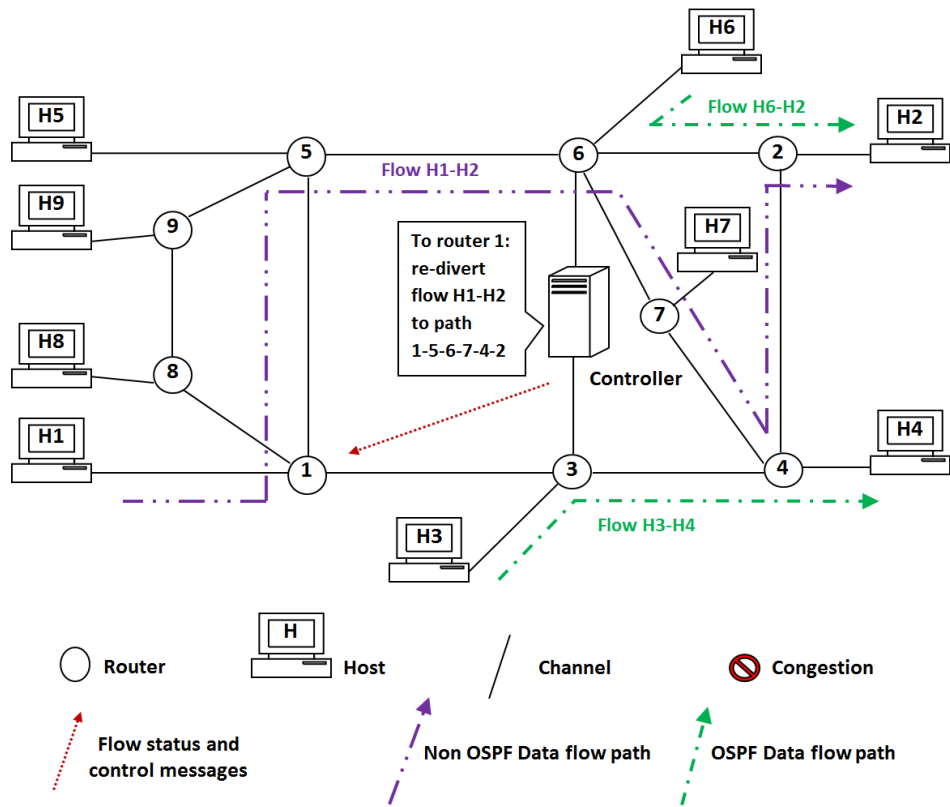 H6
H5
Flow H6-H2
H2
5
6
2
Flow H1-H2
H9
9
H7
To router 1:
re-divert
flow H1-H2
to path
1-5-6-7-4-2
7
H8
8
Controller
H1
1
3
4
H4
H3
Flow H3-H4
H
Router
Host
Channel
Congestion
Flow status and
control messages
Non OSPF Data flow path
OSPF Data flow path